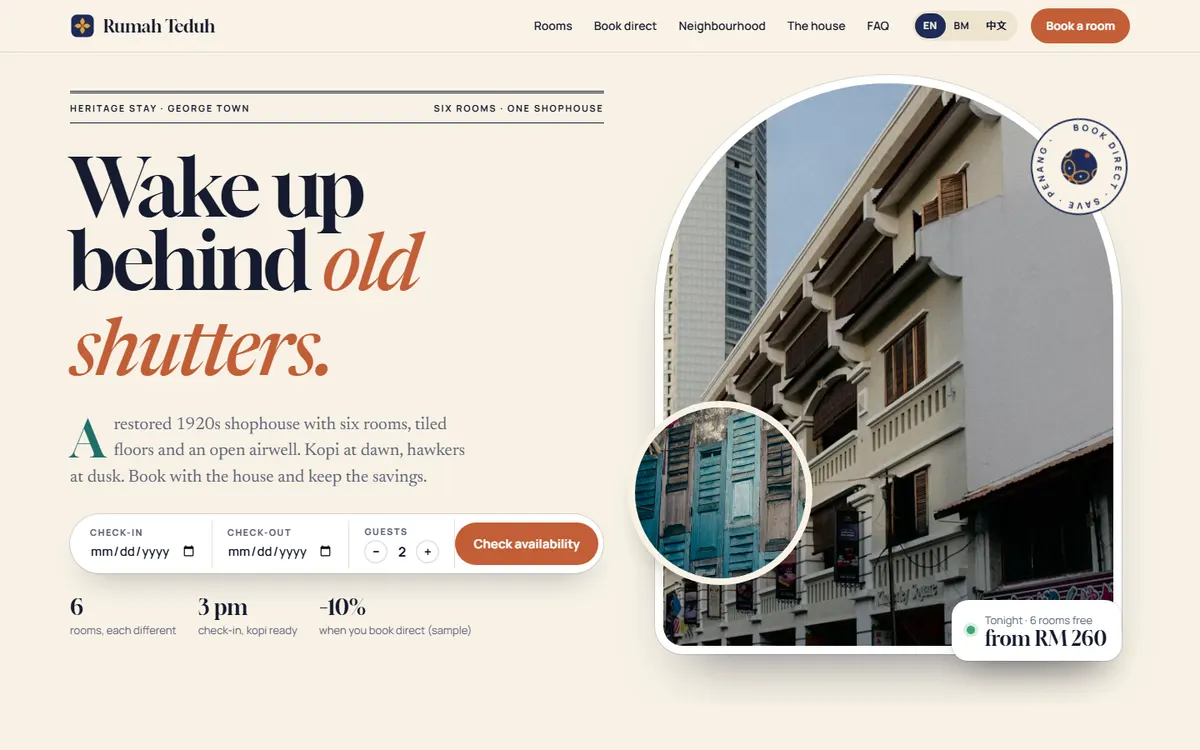 Rumah Teduh
Rooms
Book direct
Neighbourhood
The house
FAQ
EN
BM
中文
Book a room
HERITAGE STAY · GEORGE TOWN
SIX ROOMS · ONE SHOPHOUSE
Wake up
behind old
shutters.
A restored 1920s shophouse with six rooms, tiled
floors and an open airwell. Kopi at dawn, hawkers
at dusk. Book with the house and keep the savings.
CHECK-IN
mm/dd/yyyy
CHECK-OUT
mm/dd/yyyy
GUESTS
− 2 +
Check availability
6
rooms, each different
3 pm
check-in, kopi ready
-10%
when you book direct (sample)
BOOK DIRECT · SAVE · PENANG ·
Tonight · 6 rooms free
from RM 260